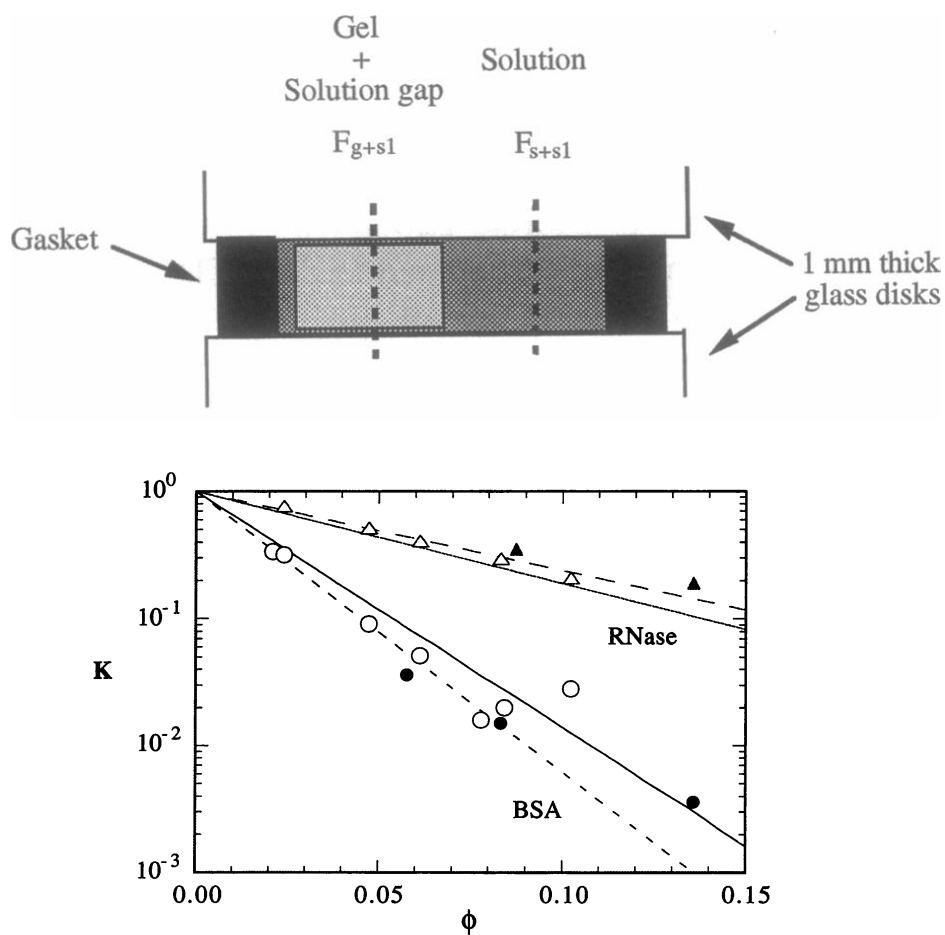 Gel
+
Solution gap
Solution
F_{g+s1}
F_{s+s1}
Gasket
1 mm thick
glass disks
10^0
10^{-1}
K
10^{-2}
10^{-3}
RNase
BSA
0.00
0.05
0.10
0.15
ϕ